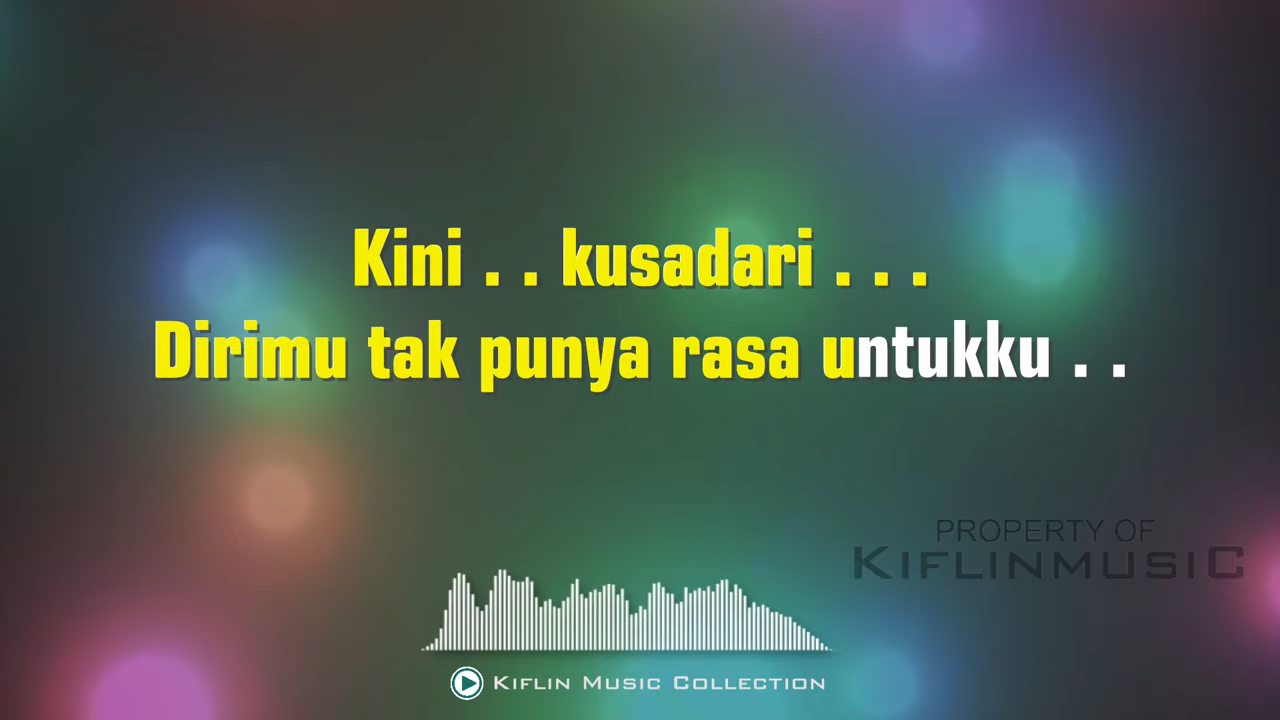 Kini . . kusadari . . .
Dirimu tak punya rasa untukku . .
PROPERTY OF
KIFLINMUSIC
KIFLIN MUSIC COLLECTION